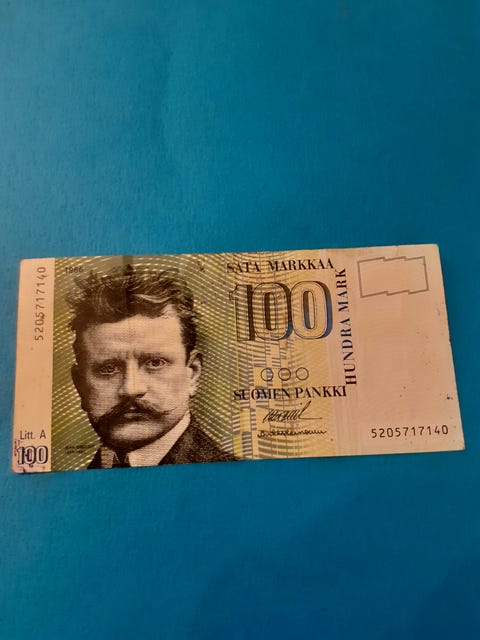 5205717140
1986
SATA MARKKAA
100
HUNDRA MARK
SUOMEN PANKKI
Litt. A
100
5205717140